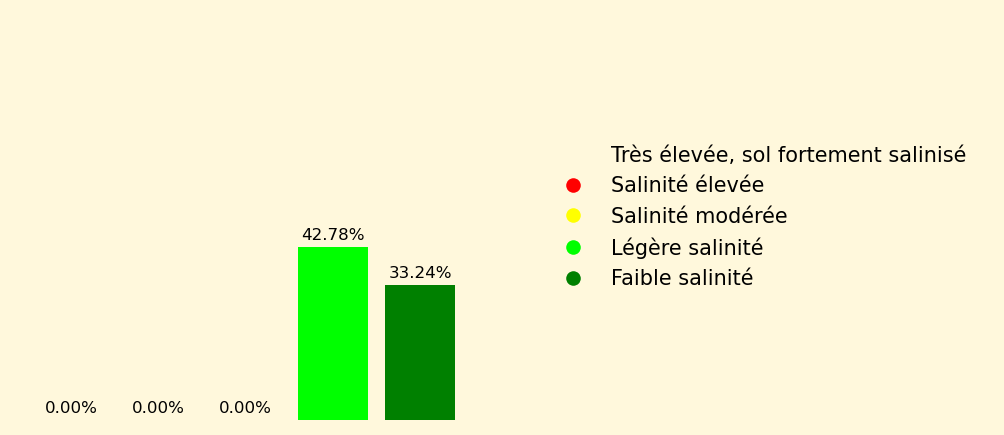 42.78%
33.24%
0.00%
0.00%
0.00%
Très élevée, sol fortement salinisé
Salinité élevée
Salinité modérée
Légère salinité
Faible salinité